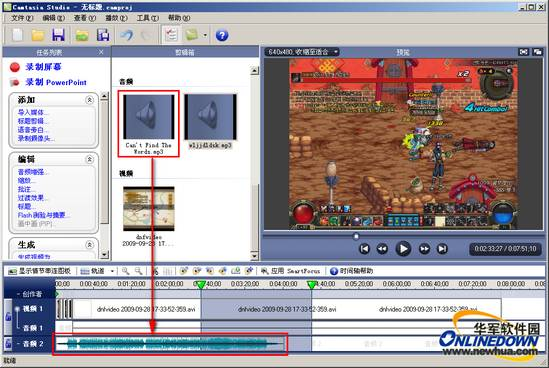 Camtasia Studio - 无标题.camproj
文件(F) 编辑(E) 查看(V) 播放(L) 工具(T) 帮助(H)
任务列表
剪辑箱
预览
录制屏幕
录制 PowerPoint
添加
导入媒体...
标题剪辑...
语音旁白...
录制摄像头...
编辑
音频增强...
缩放...
批注...
过渡效果...
标题...
Flash 测验与摘要...
画中画 (PIP)...
生成
生成视频为
音频
Can't Find The Words.mp3
wljjdldsk.mp3
视频
dnfvideo
2009-09-28 17...
640x480, 收缩至适合
x2
Counter!
4 Hit Combo!
0:02:33:27 / 0:07:51;10
显示情节串连图板
轨道
应用 SmartFocus
时间轴帮助
创作者
视频 1
dnfvideo 2009-09-28 17-33-52-359.avi
dnfvideo 2009-09-28 17-33-52-359.avi
dnfvideo 2009-09-28 17-33-52-359.avi
音频 1
音频 2
就绪
华军软件园
ONLINEDOWN
www.newhua.com